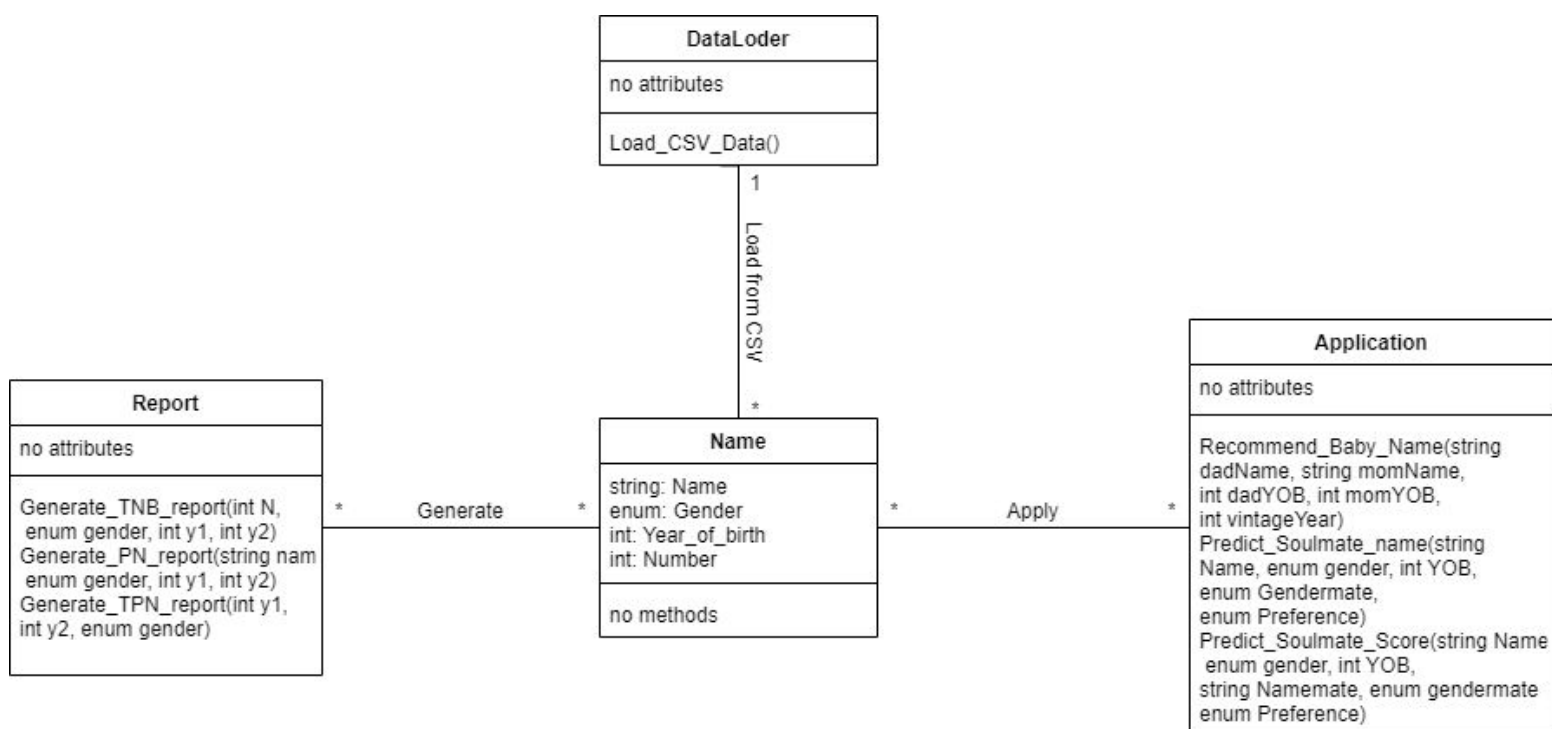 DataLoder
no attributes
Load_CSV_Data()
1
Load from CSV
*
Report
no attributes
Generate_TNB_report(int N,
enum gender, int y1, int y2)
Generate_PN_report(string nam
enum gender, int y1, int y2)
Generate_TPN_report(int y1,
int y2, enum gender)
* Generate *
Name
string: Name
enum: Gender
int: Year_of_birth
int: Number
no methods
* Apply *
Application
no attributes
Recommend_Baby_Name(string
dadName, string momName,
int dadYOB, int momYOB,
int vintageYear)
Predict_Soulmate_name(string
Name, enum gender, int YOB,
enum Gendermate,
enum Preference)
Predict_Soulmate_Score(string Name
enum gender, int YOB,
string Namemate, enum gendermate
enum Preference)